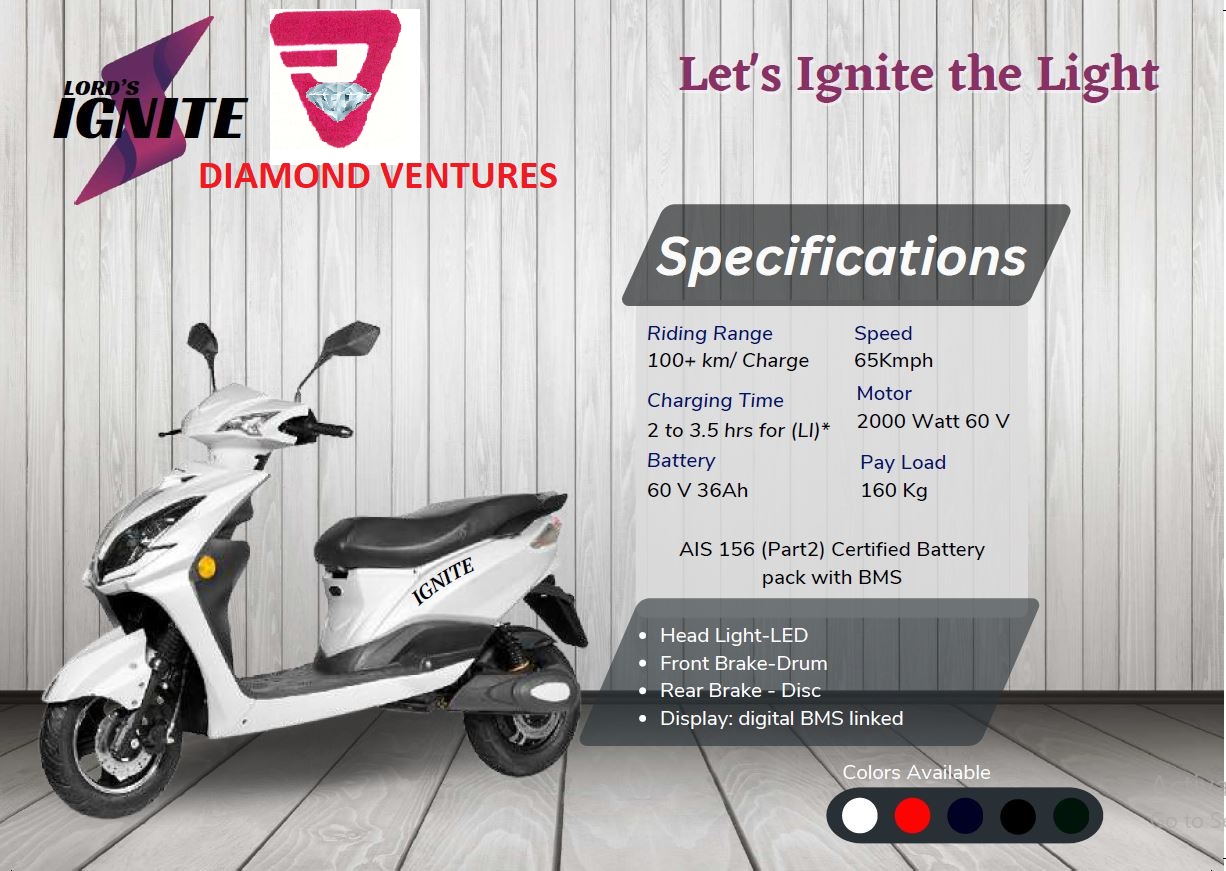 LORD'S
IGNITE
DIAMOND VENTURES
Let's Ignite the Light
Specifications
Riding Range
100+ km/ Charge
Speed
65Kmph
Charging Time
2 to 3.5 hrs for (LI)*
Motor
2000 Watt 60 V
Battery
60 V 36Ah
Pay Load
160 Kg
AIS 156 (Part2) Certified Battery
pack with BMS
IGNITE
• Head Light-LED
• Front Brake-Drum
• Rear Brake - Disc
• Display: digital BMS linked
Colors Available